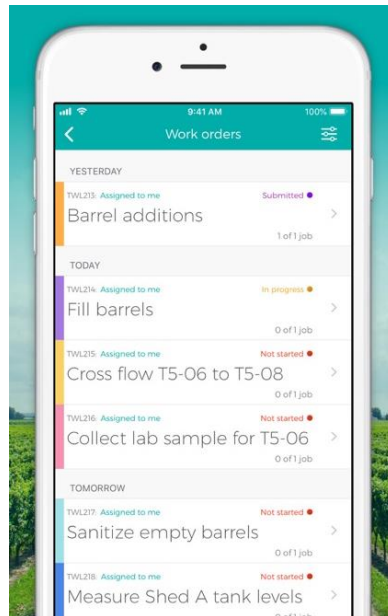 9:41 AM
100%
Work orders
YESTERDAY
TWL213: Assigned to me
Submitted
Barrel additions
1 of 1 job
TODAY
TWL214: Assigned to me
In progress
Fill barrels
0 of 1 job
TWL215: Assigned to me
Not started
Cross flow T5-06 to T5-08
0 of 1 job
TWL216: Assigned to me
Not started
Collect lab sample for T5-06
0 of 1 job
TOMORROW
TWL217: Assigned to me
Not started
Sanitize empty barrels
0 of 1 job
TWL218: Assigned to me
Not started
Measure Shed A tank levels
0 of 1 job